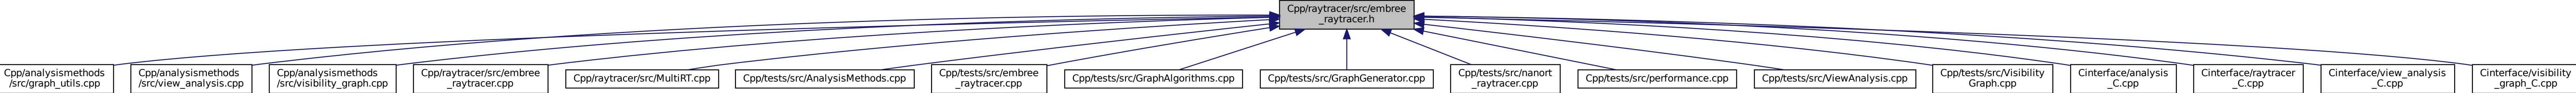 Cpp/raytracer/src/embree
_raytracer.h
Cpp/analysismethods
/src/graph_utils.cpp
Cpp/analysismethods
/src/view_analysis.cpp
Cpp/analysismethods
/src/visibility_graph.cpp
Cpp/raytracer/src/embree
_raytracer.cpp
Cpp/raytracer/src/MultiRT.cpp
Cpp/tests/src/AnalysisMethods.cpp
Cpp/tests/src/embree
_raytracer.cpp
Cpp/tests/src/GraphAlgorithms.cpp
Cpp/tests/src/GraphGenerator.cpp
Cpp/tests/src/nanort
_raytracer.cpp
Cpp/tests/src/performance.cpp
Cpp/tests/src/ViewAnalysis.cpp
Cpp/tests/src/Visibility
Graph.cpp
Cinterface/analysis
_C.cpp
Cinterface/raytracer
_C.cpp
Cinterface/view_analysis
_C.cpp
Cinterface/visibility
_graph_C.cpp